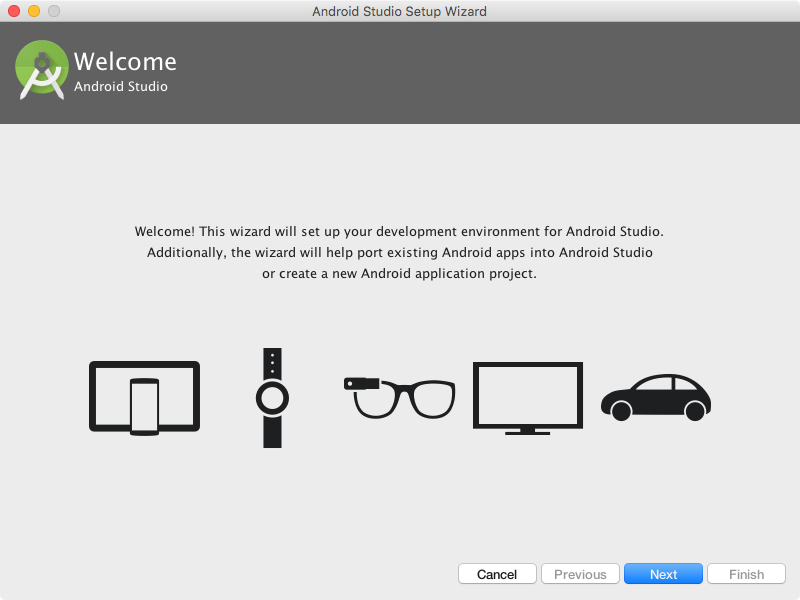 Android Studio Setup Wizard
Welcome
Android Studio
Welcome! This wizard will set up your development environment for Android Studio.
Additionally, the wizard will help port existing Android apps into Android Studio
or create a new Android application project.
Cancel Previous Next Finish